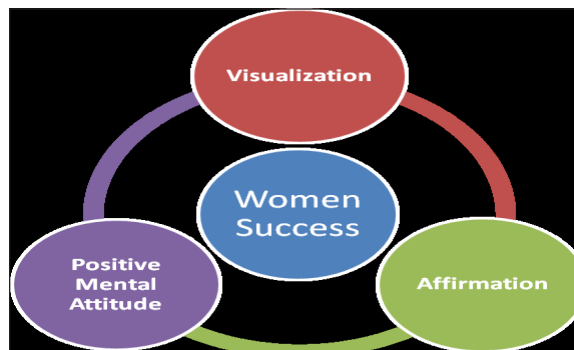 Visualization
Women
Success
Positive
Mental
Attitude
Affirmation